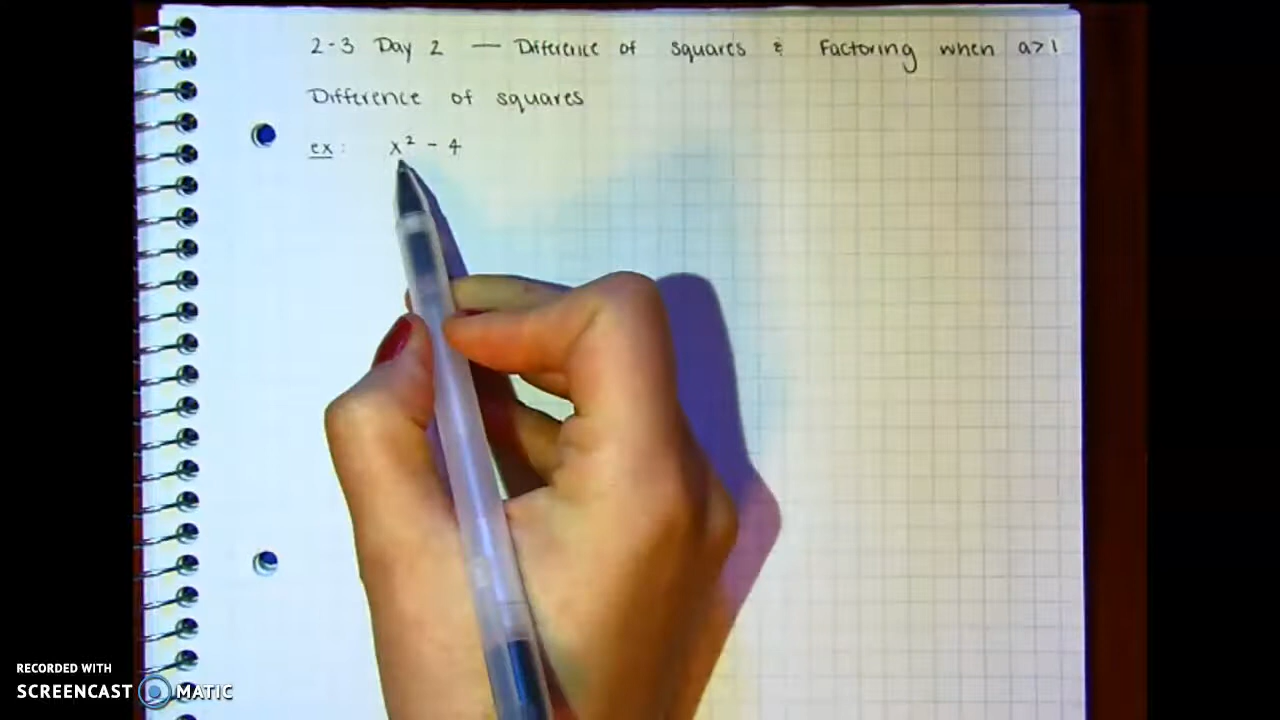 2-3 Day 2 — Difference of squares & Factoring when a>1
Difference of squares
ex: x² - 4
RECORDED WITH
SCREENCAST MATIC